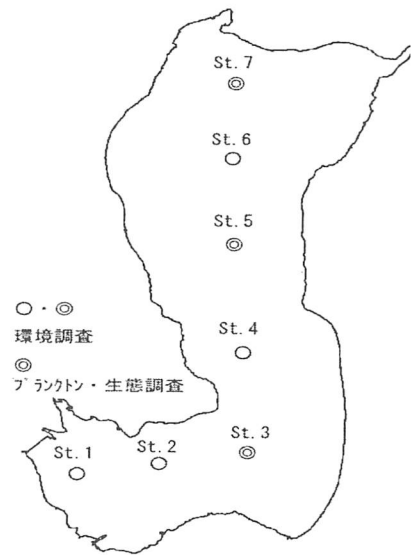 St. 7
St. 6
St. 5
○・◎
環境調査
St. 4
◎
プランクトン・生態調査
St. 1
St. 2
St. 3